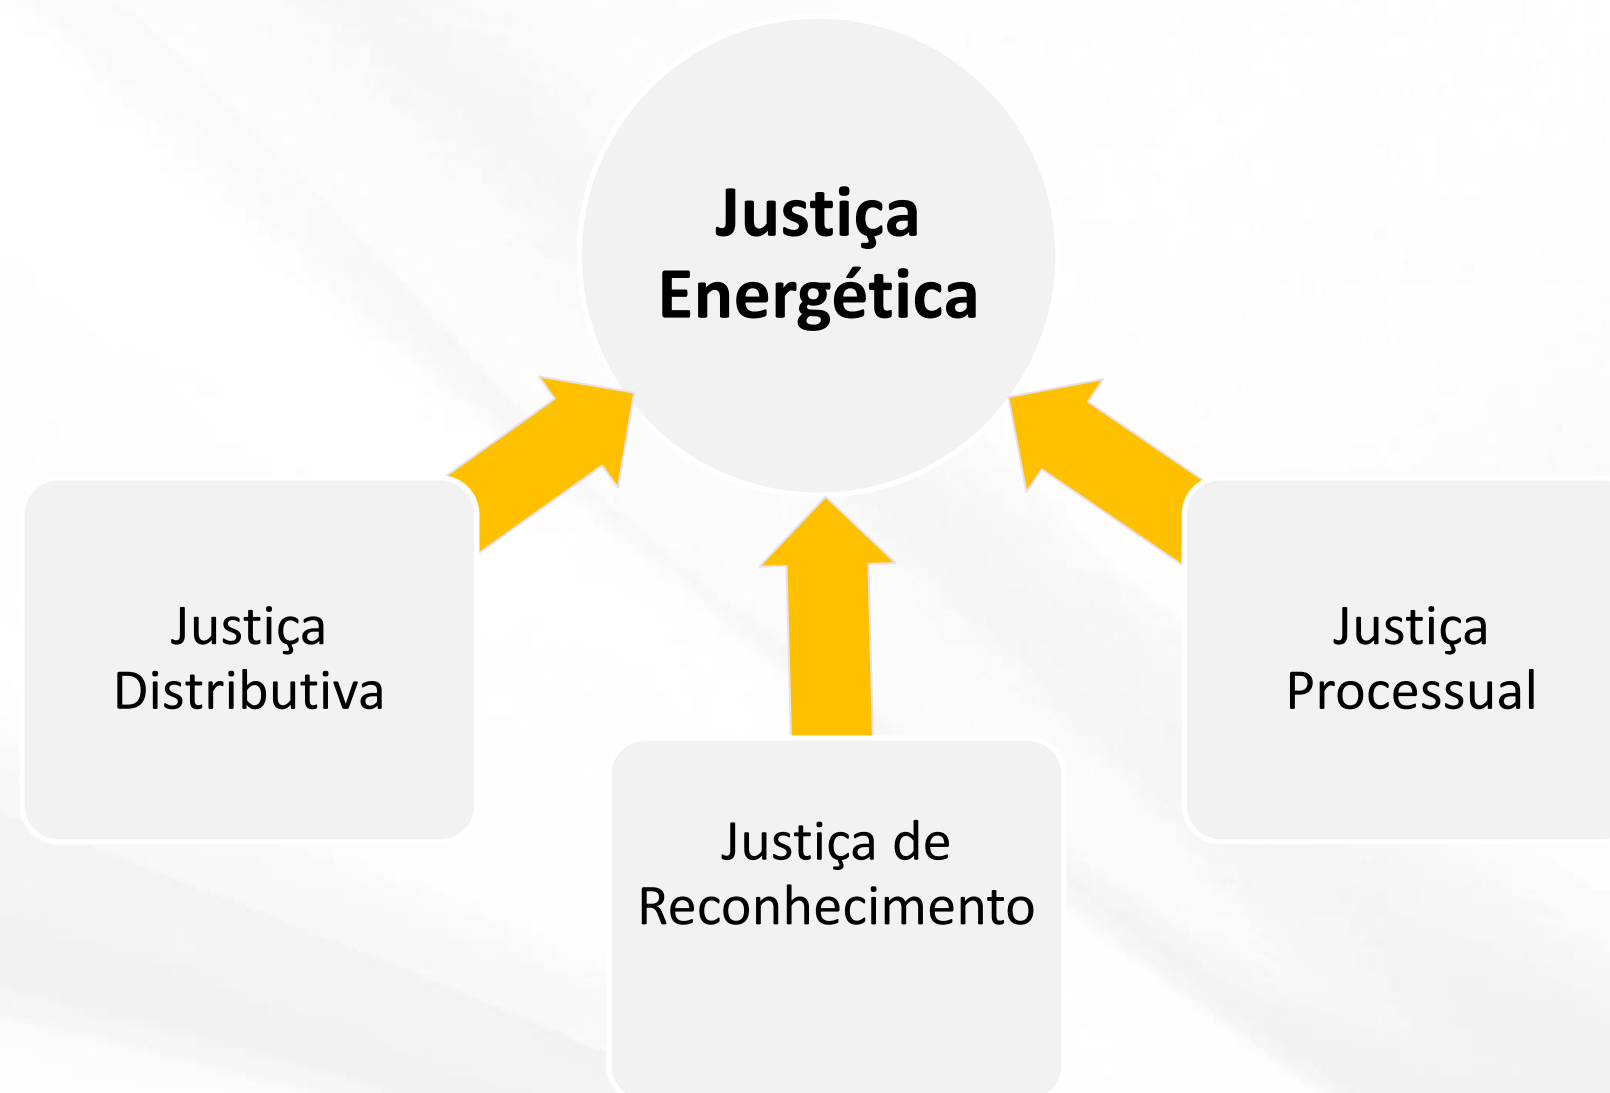 Justiça
Energética
Justiça
Distributiva
Justiça de
Reconhecimento
Justiça
Processual